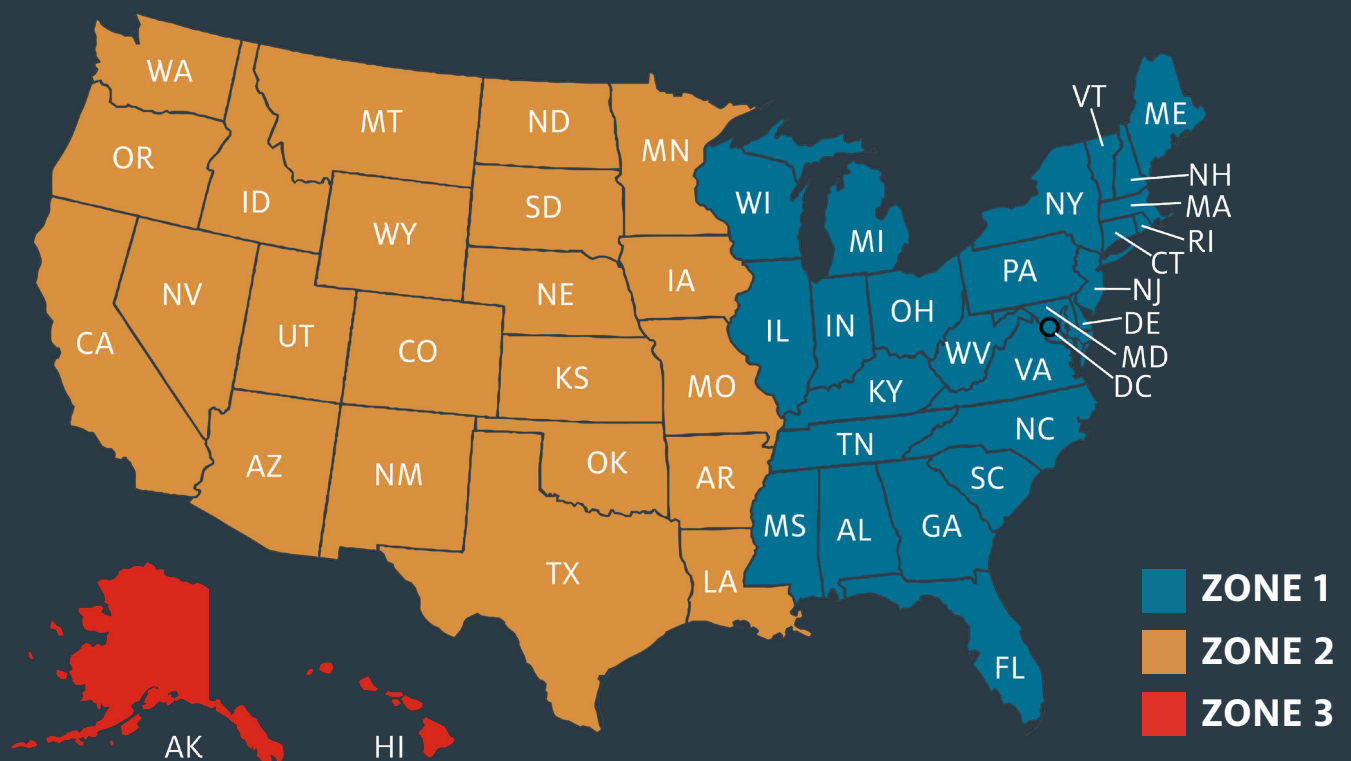 WA
MT
ND
MN
VT
ME
OR
ID
SD
WI
NY
NH
MA
WY
MI
RI
CT
NV
NE
IA
PA
NJ
CA
UT
CO
IL
IN
OH
DE
MD
DC
KS
MO
WV
VA
KY
AZ
NM
OK
AR
TN
NC
SC
TX
LA
MS
AL
GA
FL
AK
HI
ZONE 1
ZONE 2
ZONE 3